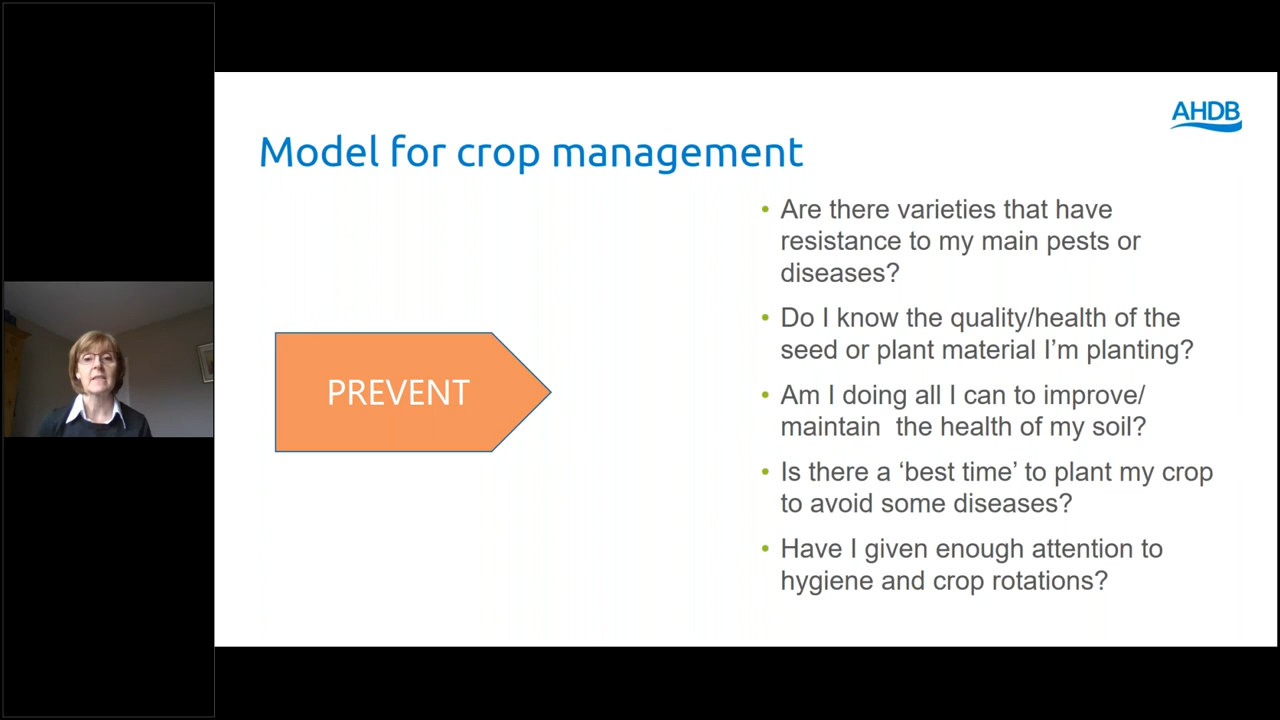 AHDB
Model for crop management
• Are there varieties that have
resistance to my main pests or
diseases?
• Do I know the quality/health of the
seed or plant material I’m planting?
• Am I doing all I can to improve/
maintain  the health of my soil?
• Is there a ‘best time’ to plant my crop
to avoid some diseases?
• Have I given enough attention to
hygiene and crop rotations?
PREVENT